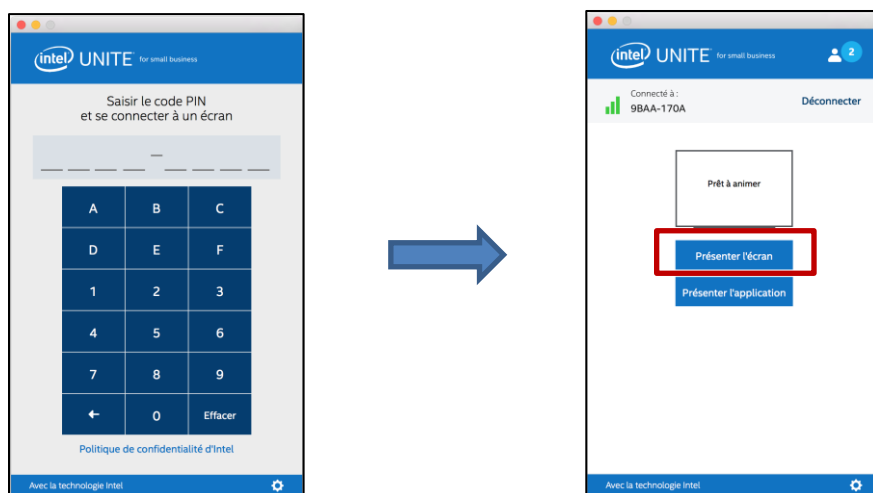 intel UNITE for small business
Saisir le code PIN
et se connecter à un écran
A B C
D E F
1 2 3
4 5 6
7 8 9
0 Effacer
Politique de confidentialité d'Intel
Avec la technologie Intel
intel UNITE for small business 2
Connecté à :
9BAA-170A
Déconnecter
Prêt à animer
Présenter l'écran
Présenter l'application
Avec la technologie Intel